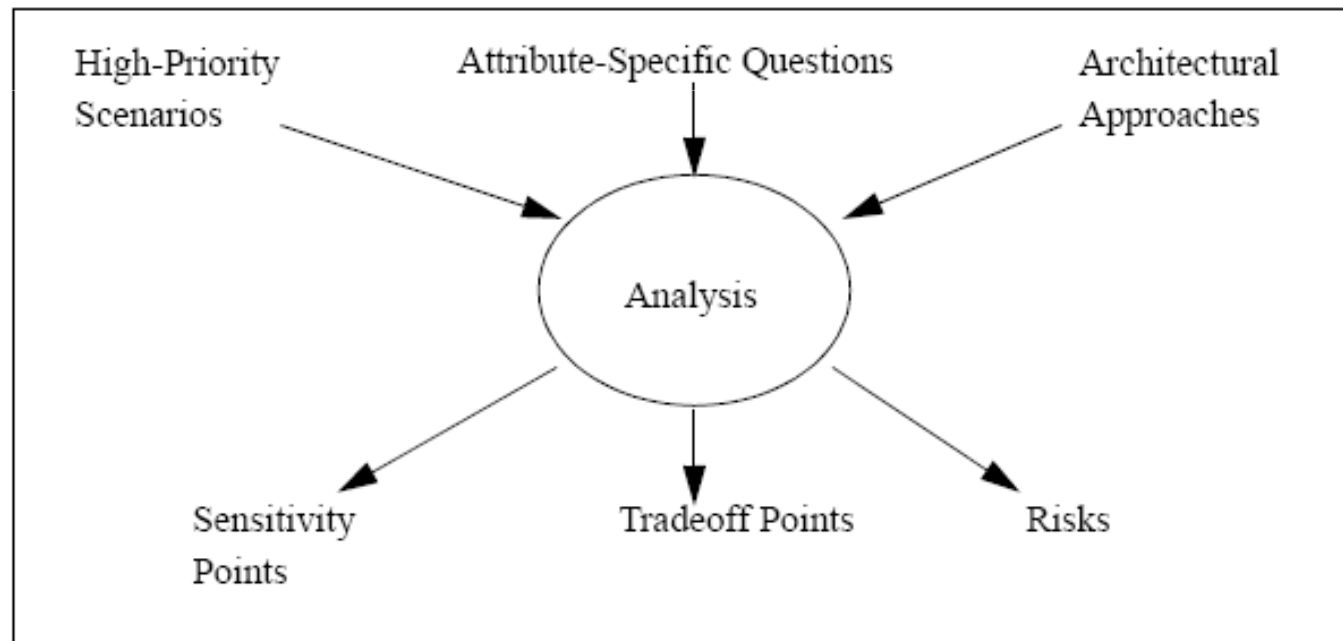 High-Priority
Scenarios
Attribute-Specific Questions
Architectural
Approaches
Analysis
Sensitivity
Points
Tradeoff Points
Risks